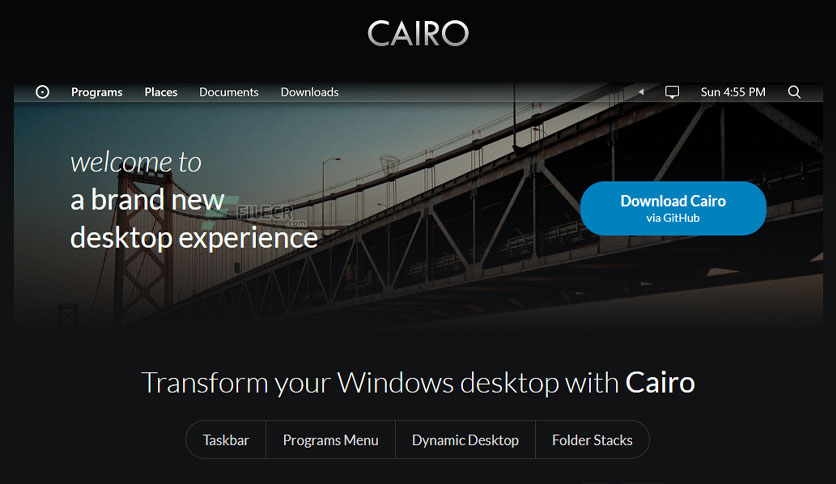 CAIRO
Programs Places Documents Downloads Sun 4:55 PM
welcome to
a brand new
desktop experience
FILECR
.com
Download Cairo
via GitHub
Transform your Windows desktop with Cairo
Taskbar Programs Menu Dynamic Desktop Folder Stacks